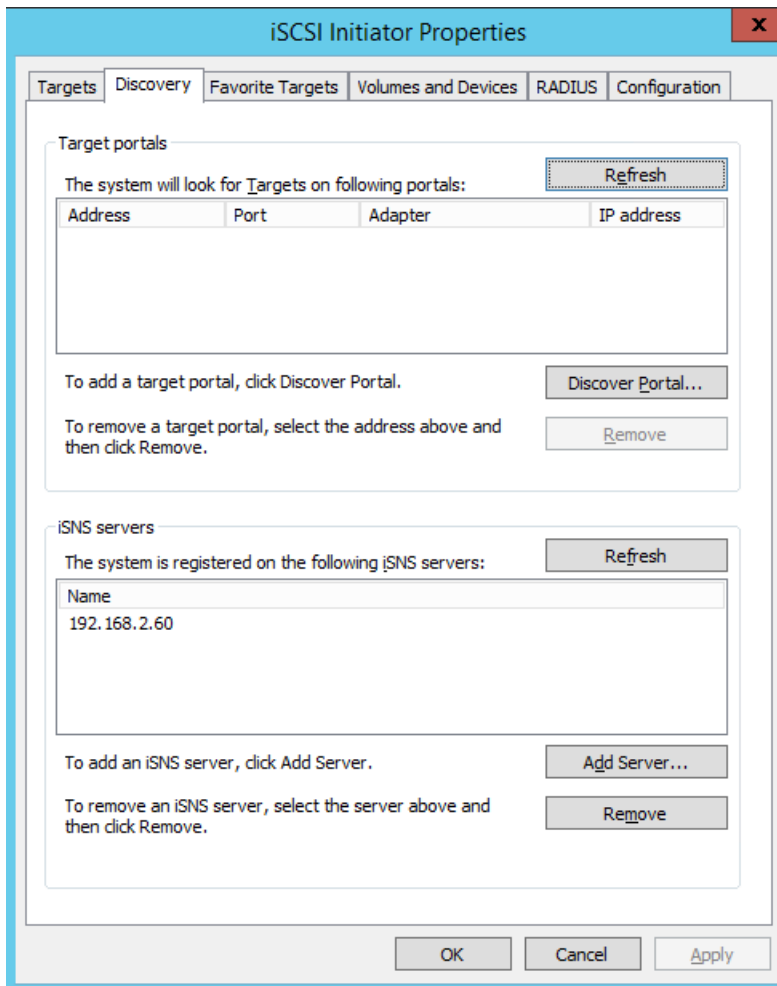 iSCSI Initiator Properties
x
Targets Discovery Favorite Targets Volumes and Devices RADIUS Configuration
Target portals
The system will look for Targets on following portals:
Refresh
Address Port Adapter IP address
To add a target portal, click Discover Portal.
Discover Portal...
To remove a target portal, select the address above and
then click Remove.
Remove
iSNS servers
The system is registered on the following iSNS servers:
Refresh
Name
192.168.2.60
To add an iSNS server, click Add Server.
Add Server...
To remove an iSNS server, select the server above and
then click Remove.
Remove
OK Cancel Apply